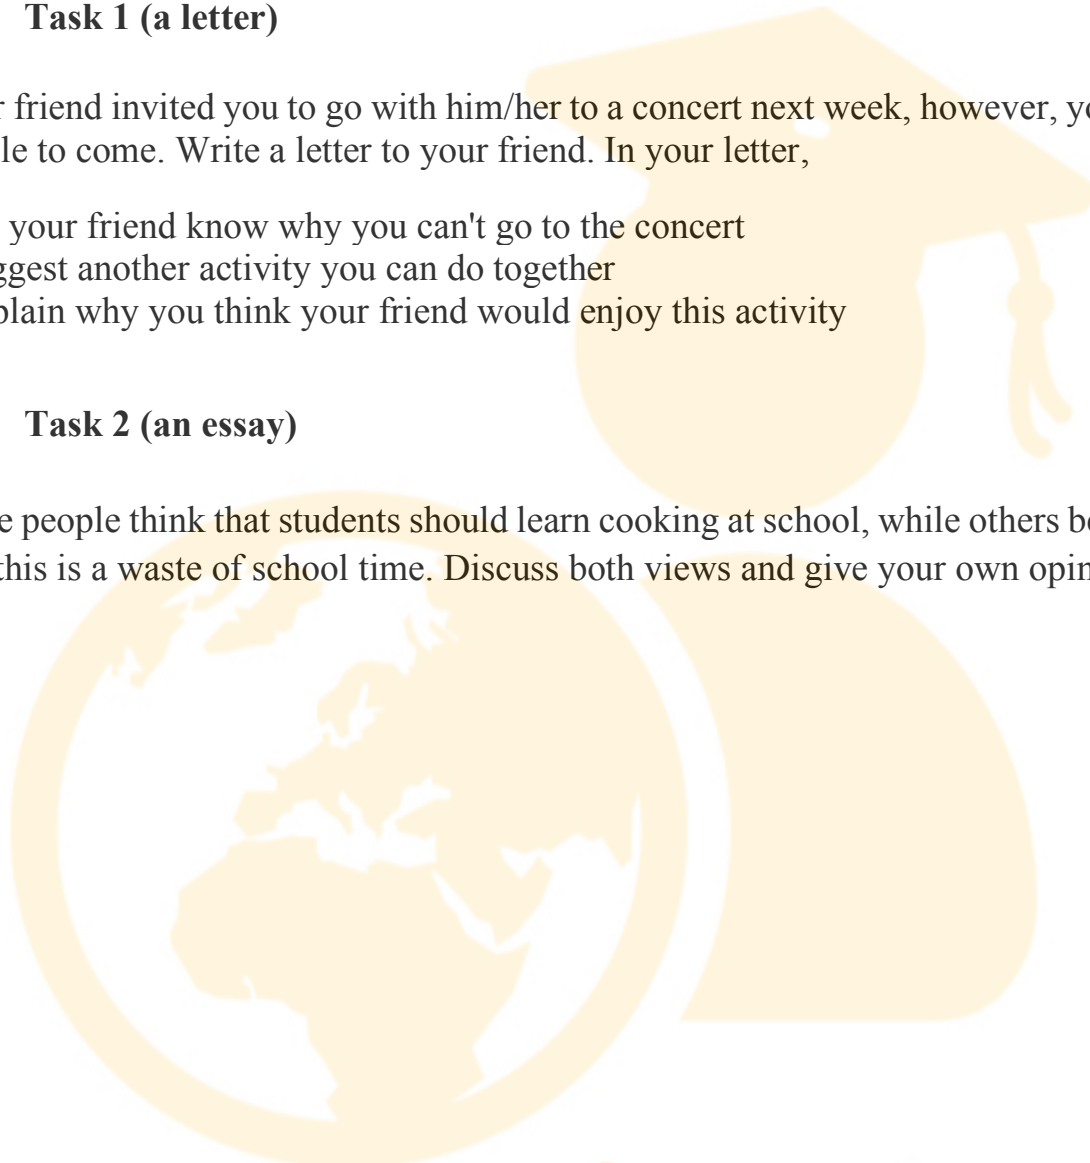 Task 1 (a letter)
r friend invited you to go with him/her to a concert next week, however, yo
le to come. Write a letter to your friend. In your letter,
your friend know why you can't go to the concert
ggest another activity you can do together
plain why you think your friend would enjoy this activity
Task 2 (an essay)
e people think that students should learn cooking at school, while others be
this is a waste of school time. Discuss both views and give your own opin